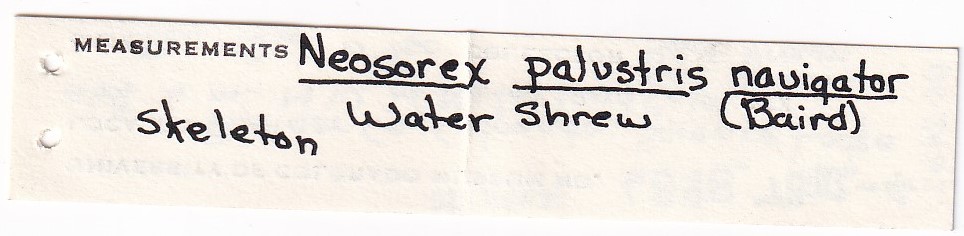 MEASUREMENTS Neosorex palustris navigator
Skeleton Water Shrew (Baird)